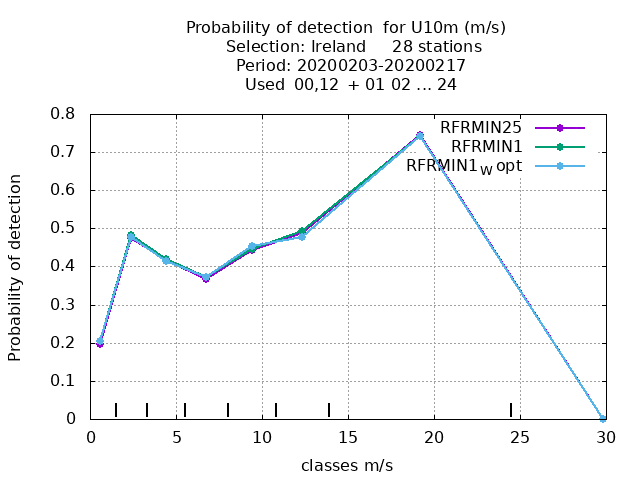 Probability of detection  for U10m (m/s)
Selection: Ireland     28 stations
Period: 20200203-20200217
Used  00,12  + 01 02 ... 24
RFRMIN25
RFRMIN1
RFRMIN1W opt
Probability of detection
0.8
0.7
0.6
0.5
0.4
0.3
0.2
0.1
0
0 5 10 15 20 25 30
classes m/s